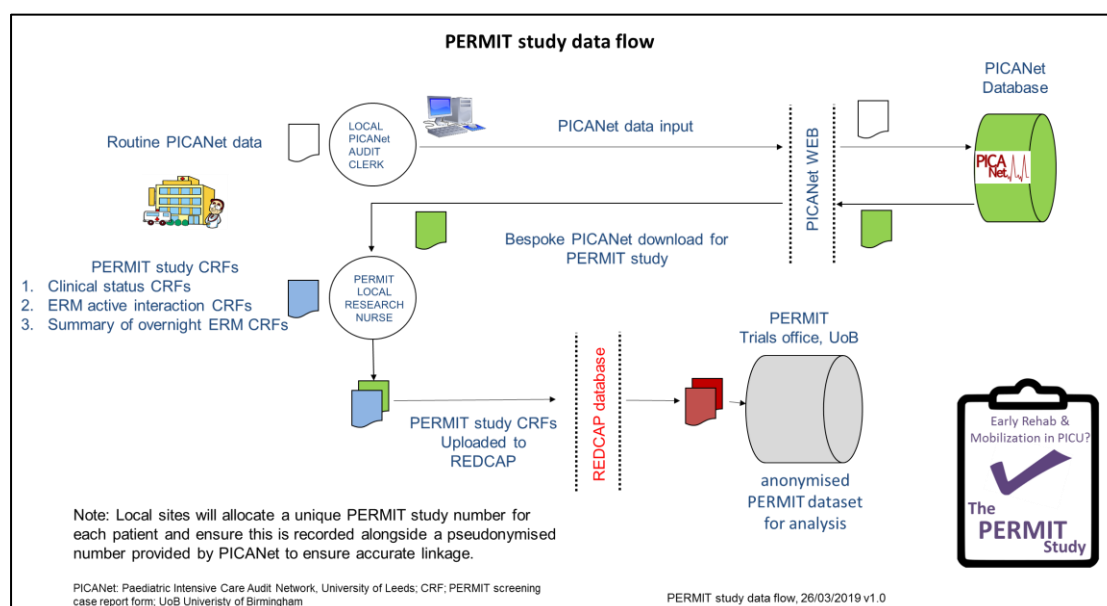 PERMIT study data flow
PICANet
Database
Routine PICANet data
LOCAL
PICANet
AUDIT
CLERK
PICANet data input
PICANet WEB
PICA
Net
Bespoke PICANet download for
PERMIT study
PERMIT study CRFs
1. Clinical status CRFs
2. ERM active interaction CRFs
3. Summary of overnight ERM CRFs
PERMIT
LOCAL
RESEARCH
NURSE
PERMIT
Trials office, UoB
PERMIT study CRFs
Uploaded to
REDCAP
REDCAP database
anonymised
PERMIT dataset
for analysis
Early Rehab &
Mobilization in PICU?
The
PERMIT
Study
Note: Local sites will allocate a unique PERMIT study number for
each patient and ensure this is recorded alongside a pseudonymised
number provided by PICANet to ensure accurate linkage.
PICANet: Paediatric Intensive Care Audit Network, University of Leeds; CRF; PERMIT screening
case report form; UoB Univeristy of Birmingham
PERMIT study data flow, 26/03/2019 v1.0